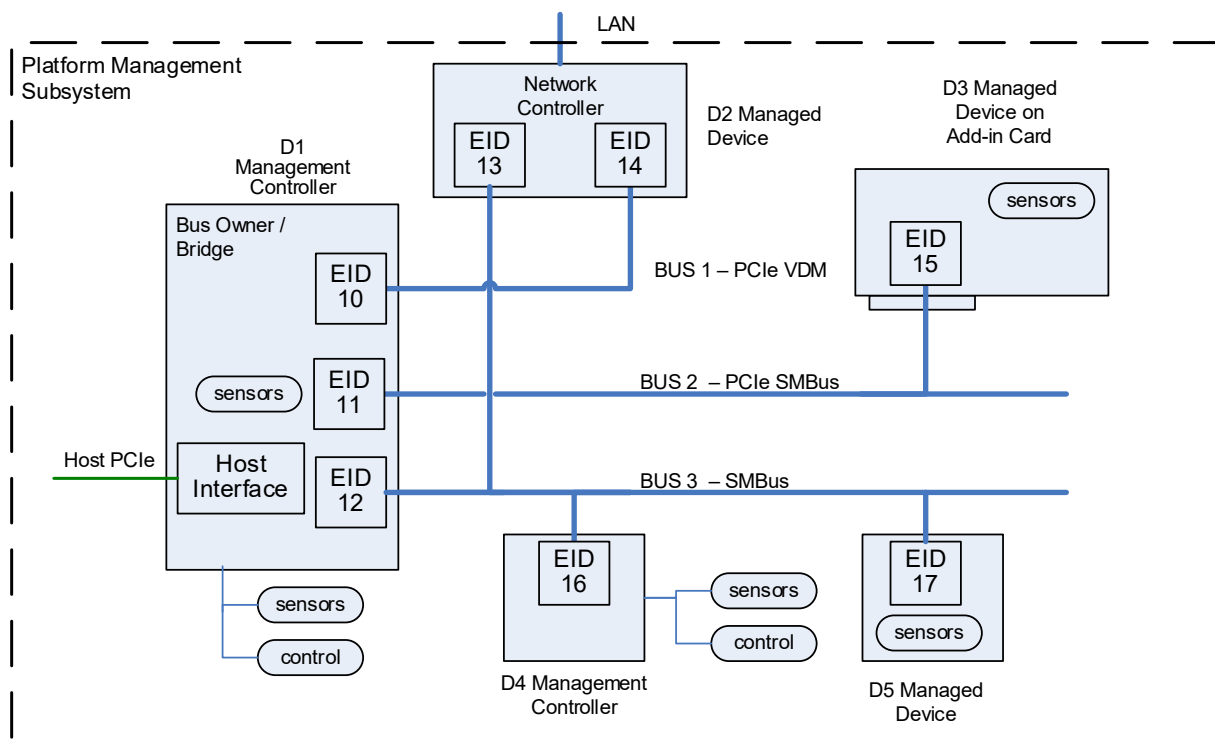 LAN
Platform Management
Subsystem
Network
Controller
EID
13
EID
14
D2 Managed
Device
D3 Managed
Device on
Add-in Card
sensors
EID
15
D1
Management
Controller
Bus Owner /
Bridge
EID
10
BUS 1 – PCIe VDM
sensors
EID
11
BUS 2 – PCIe SMBus
Host PCIe
Host
Interface
EID
12
BUS 3 – SMBus
sensors
control
EID
16
sensors
control
D4 Management
Controller
EID
17
sensors
D5 Managed
Device